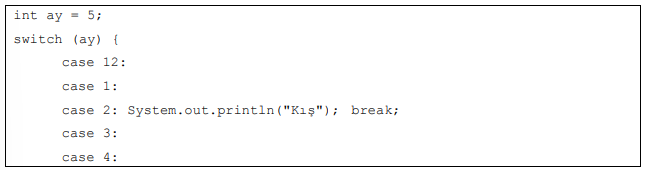 int ay = 5;
switch (ay) {
case 12:
case 1:
case 2: System.out.println("Kış"); break;
case 3:
case 4: